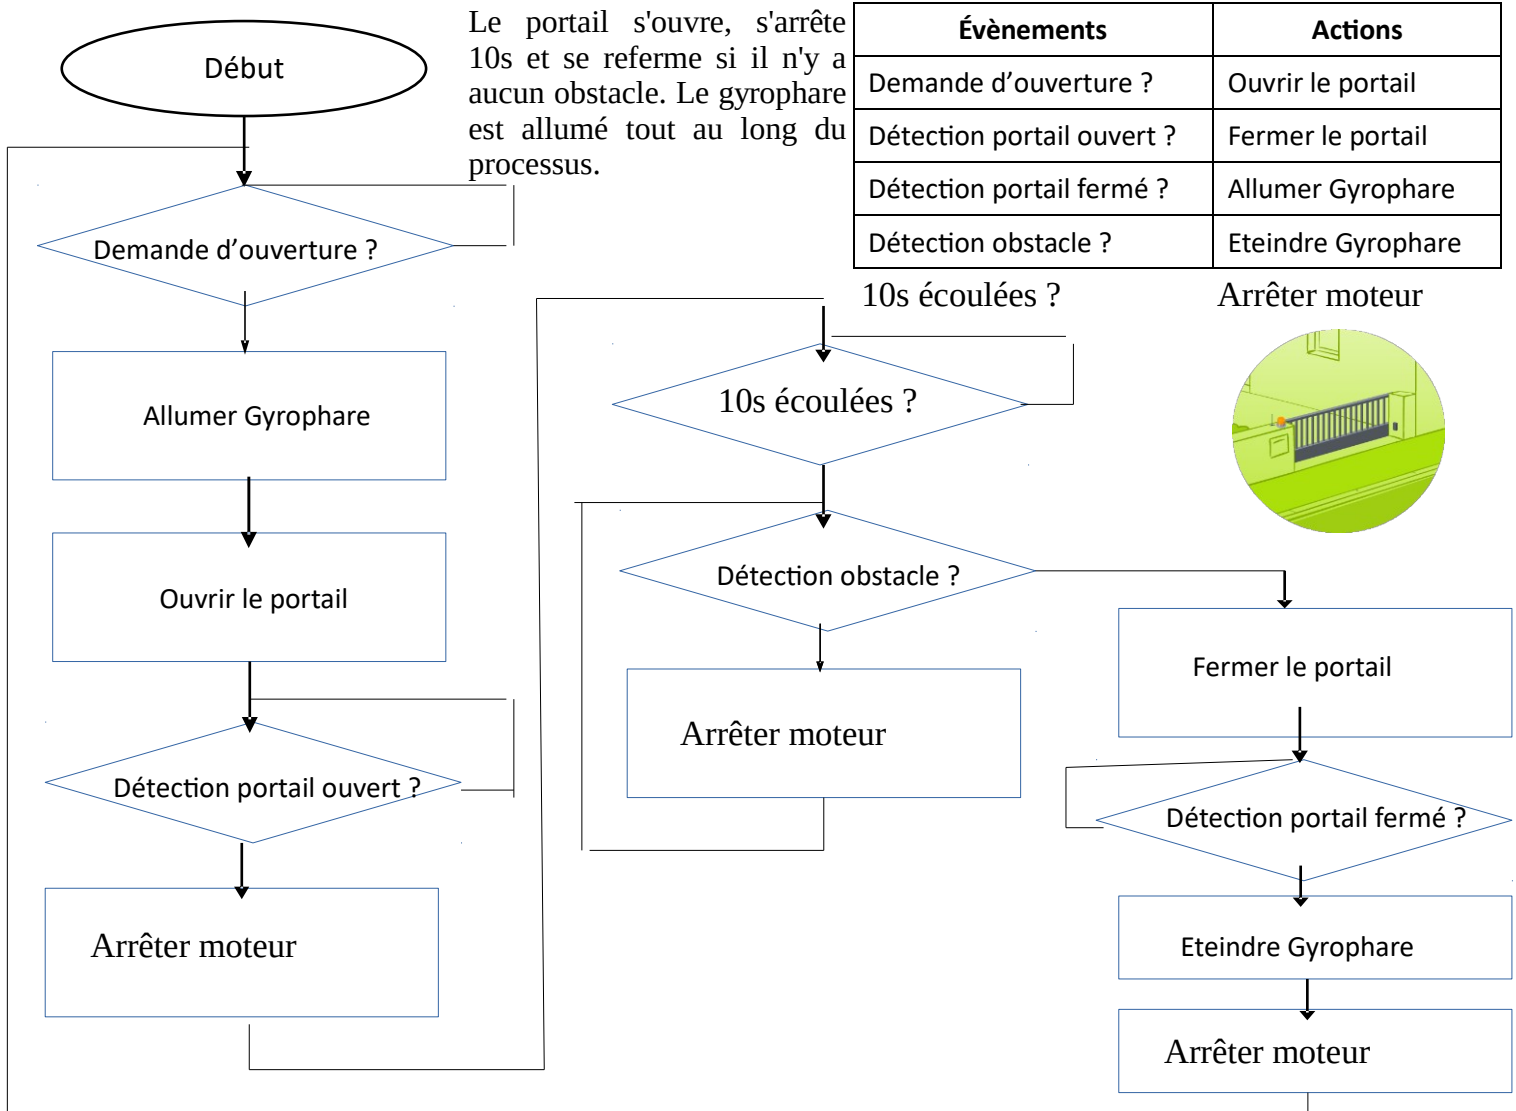 Début
Le portail s'ouvre, s'arrête
10s et se referme si il n'y a
aucun obstacle. Le gyrophare
est allumé tout au long du
processus.
Évènements Actions
Demande d’ouverture ? Ouvrir le portail
Détection portail ouvert ? Fermer le portail
Détection portail fermé ? Allumer Gyrophare
Détection obstacle ? Eteindre Gyrophare
10s écoulées ? Arrêter moteur
Demande d’ouverture ?
Allumer Gyrophare
Ouvrir le portail
Détection portail ouvert ?
Arrêter moteur
10s écoulées ?
Détection obstacle ?
Arrêter moteur
Fermer le portail
Détection portail fermé ?
Eteindre Gyrophare
Arrêter moteur